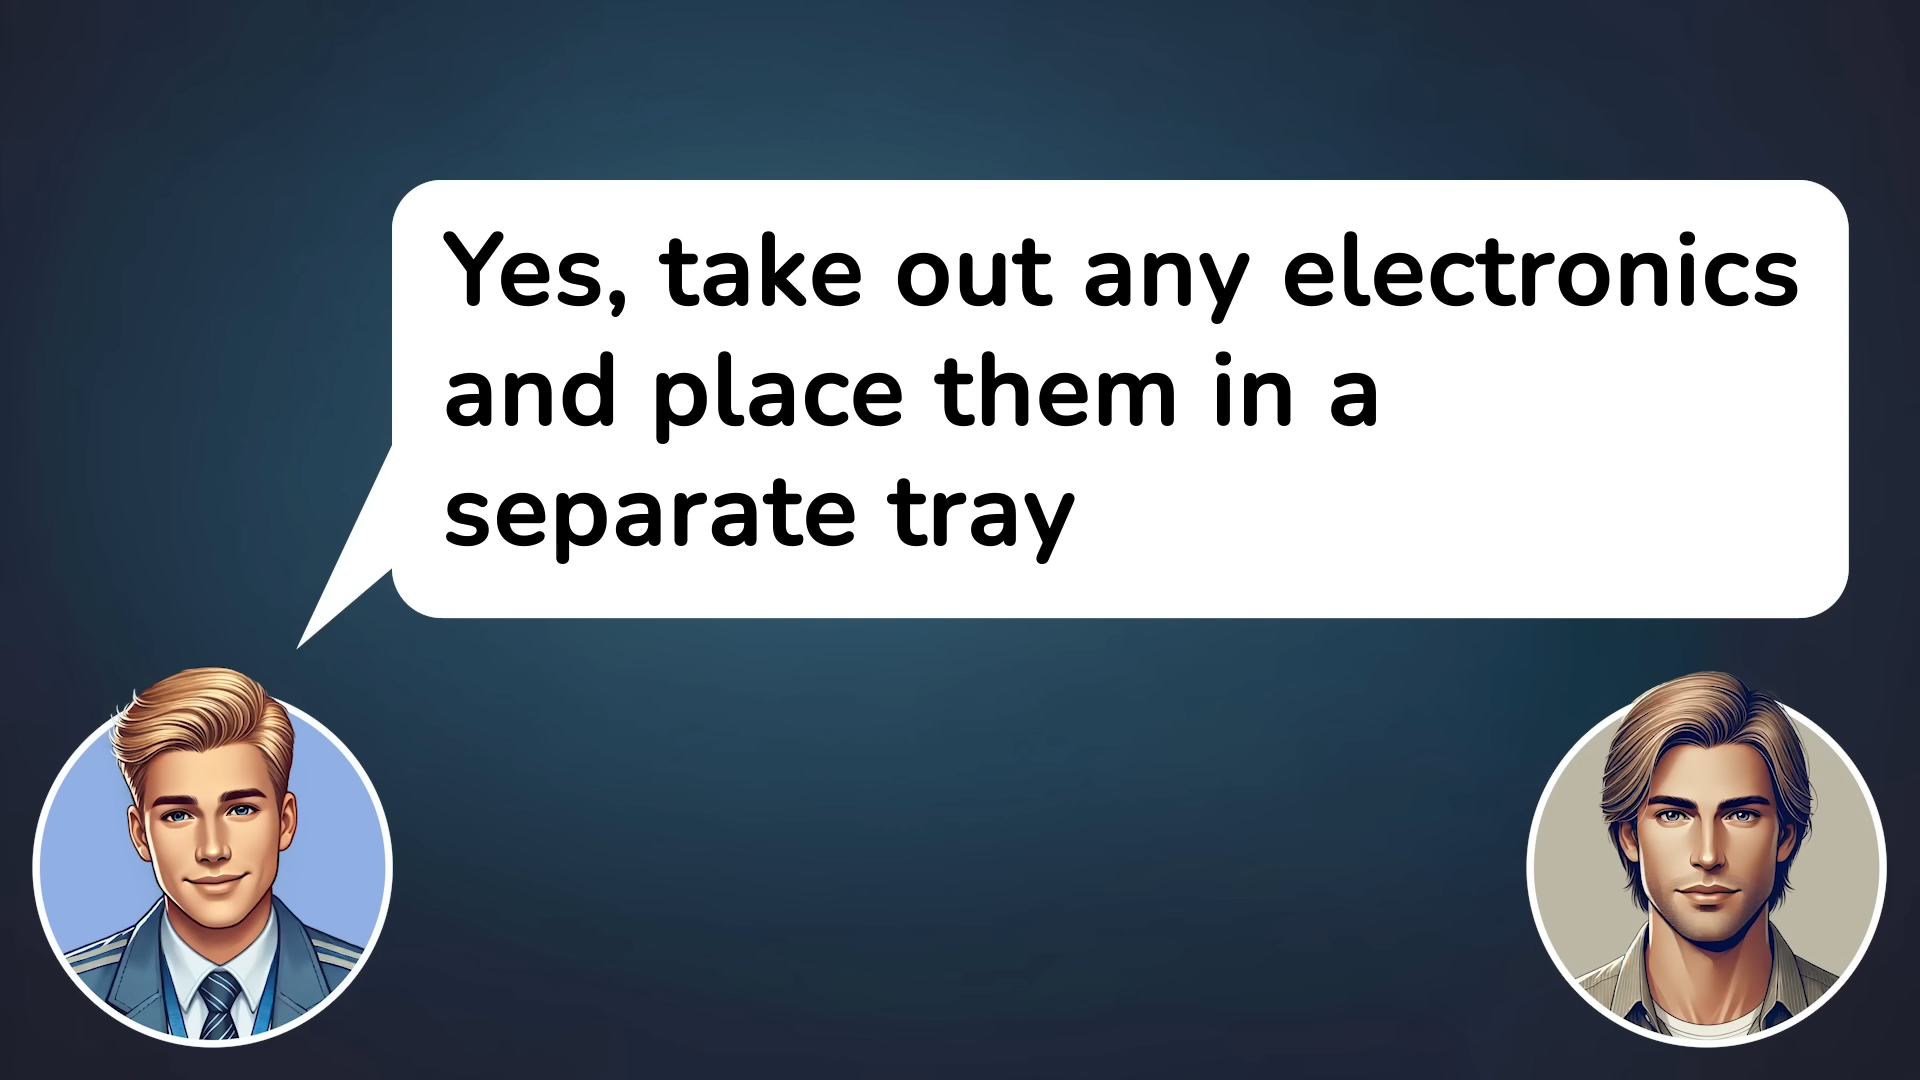 Yes, take out any electronics
and place them in a
separate tray